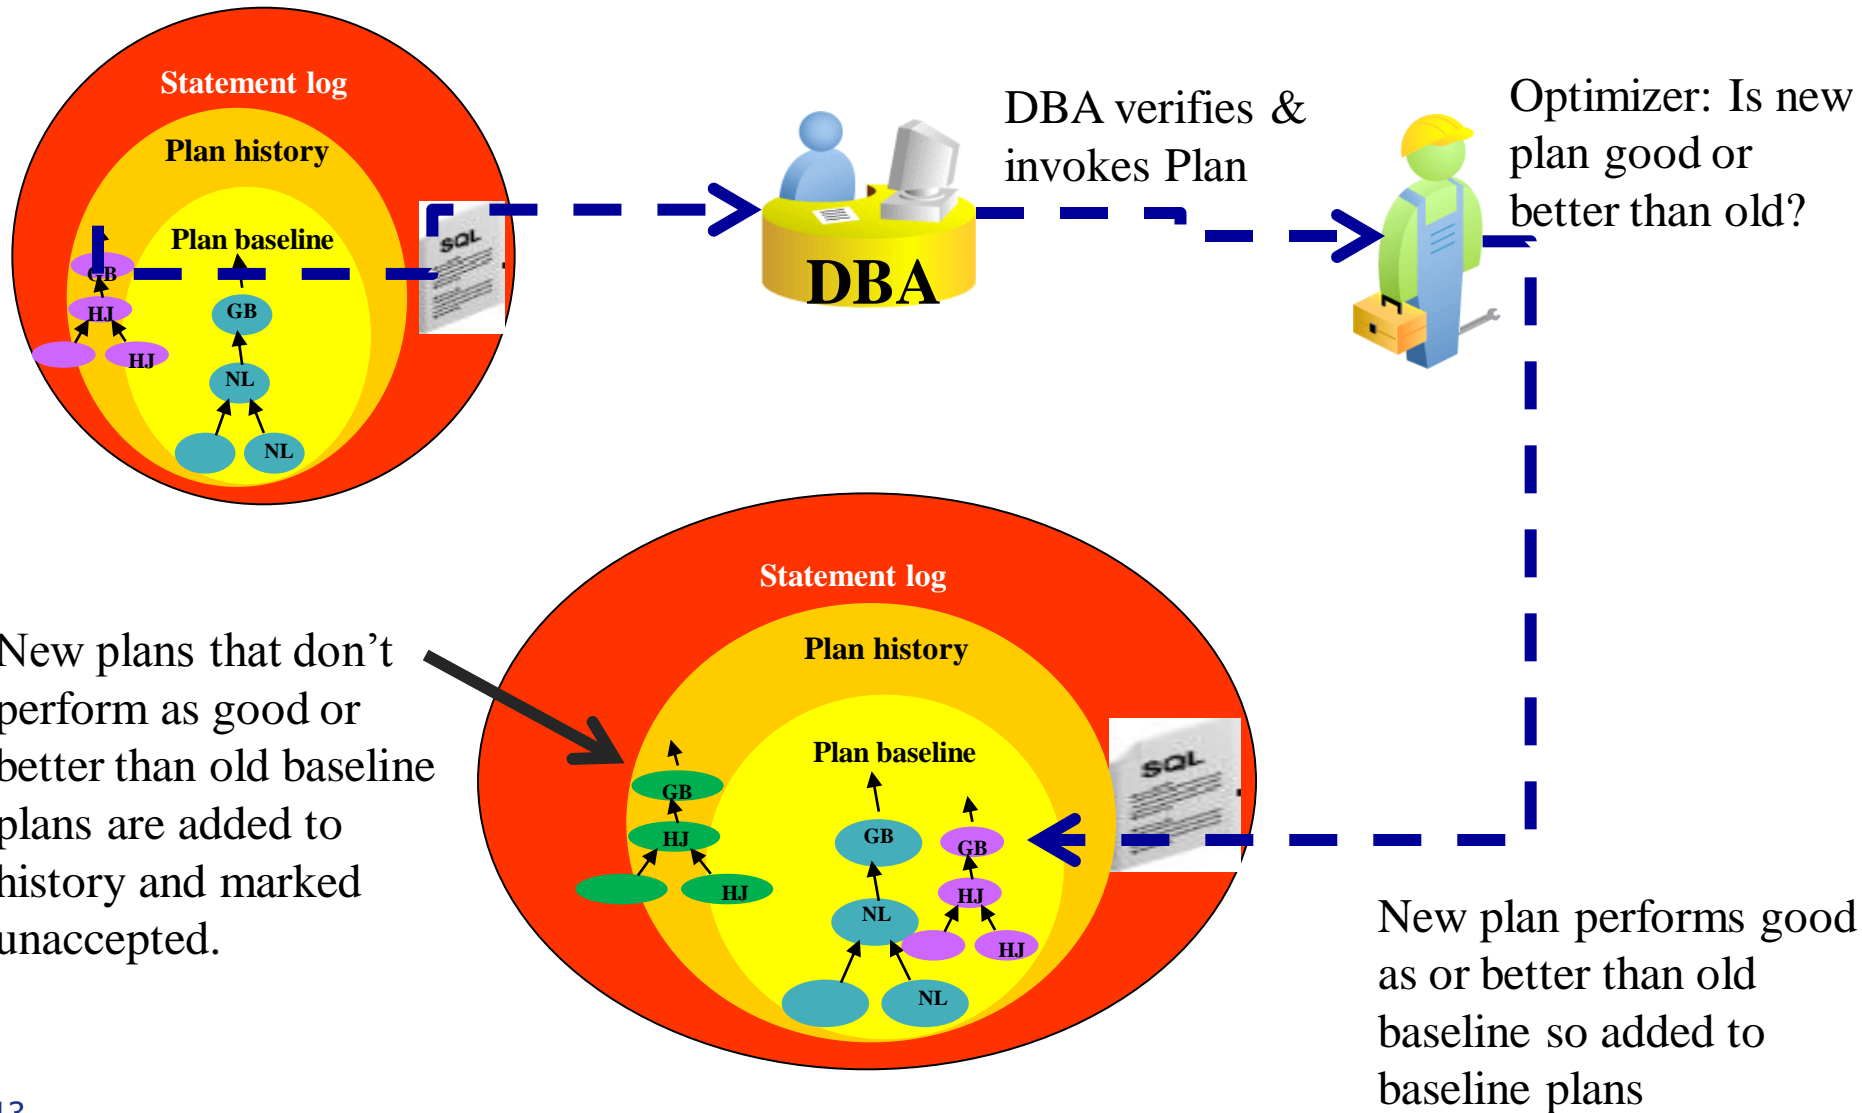 Statement log
Plan history
Plan baseline
GB
HJ
HJ
GB
NL
NL
SQL
DBA
DBA verifies &
invokes Plan
Optimizer: Is new
plan good or
better than old?
New plans that don’t
perform as good or
better than old baseline
plans are added to
history and marked
unaccepted.
Statement log
Plan history
Plan baseline
GB
HJ
HJ
GB
NL
NL
GB
HJ
HJ
SQL
New plan performs good
as or better than old
baseline so added to
baseline plans
13